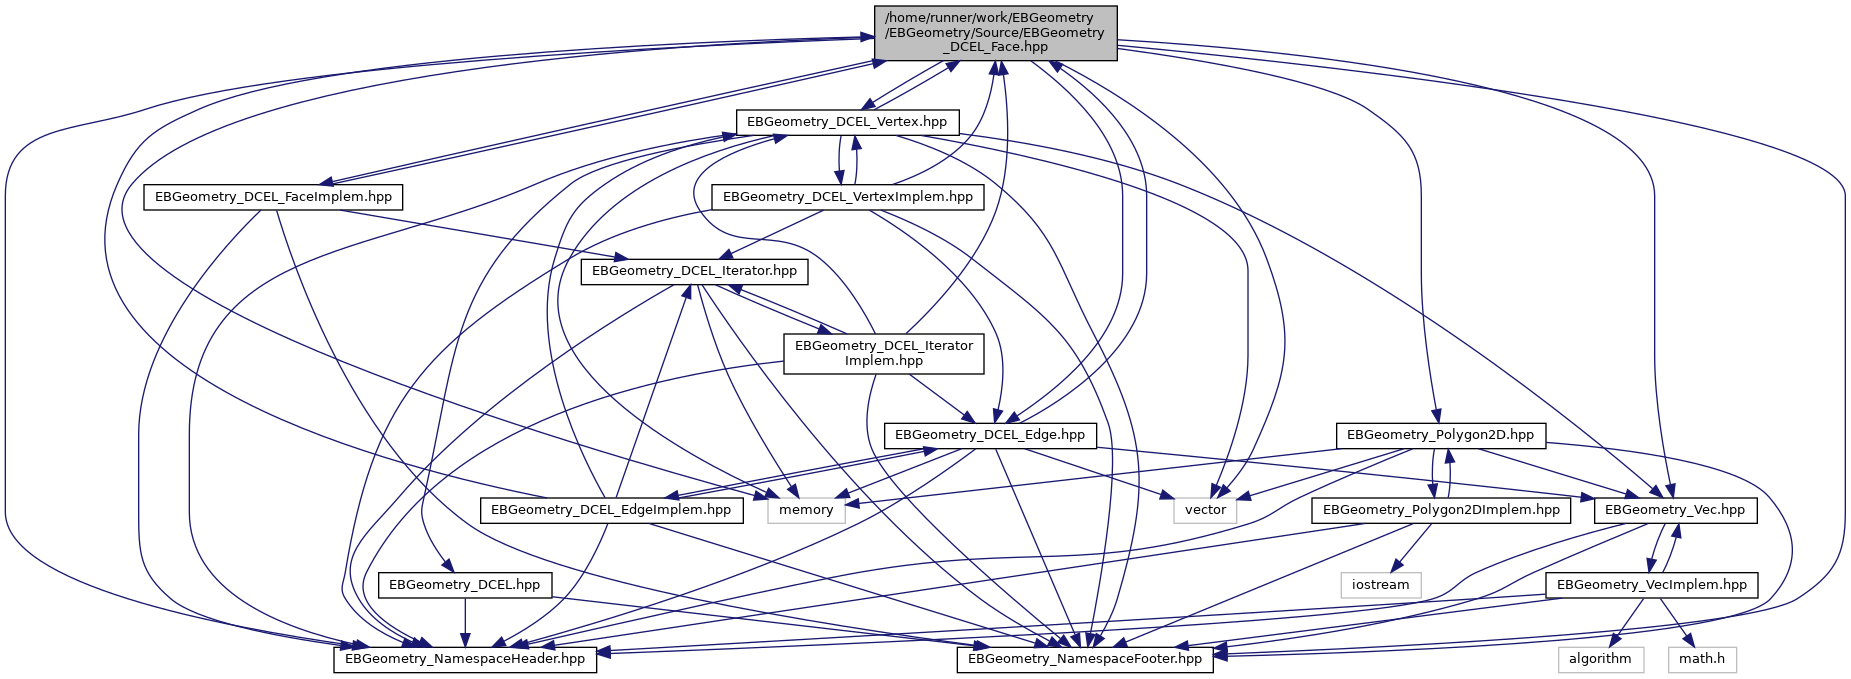 /home/runner/work/EBGeometry
/EBGeometry/Source/EBGeometry
_DCEL_Face.hpp
EBGeometry_DCEL_Vertex.hpp
EBGeometry_DCEL_FaceImplem.hpp
EBGeometry_DCEL_VertexImplem.hpp
EBGeometry_DCEL_Iterator.hpp
EBGeometry_DCEL_Iterator
Implem.hpp
EBGeometry_DCEL_Edge.hpp
EBGeometry_Polygon2D.hpp
EBGeometry_DCEL_EdgeImplem.hpp
memory
vector
EBGeometry_Polygon2DImplem.hpp
EBGeometry_Vec.hpp
EBGeometry_DCEL.hpp
iostream
EBGeometry_VecImplem.hpp
EBGeometry_NamespaceHeader.hpp
EBGeometry_NamespaceFooter.hpp
algorithm
math.h